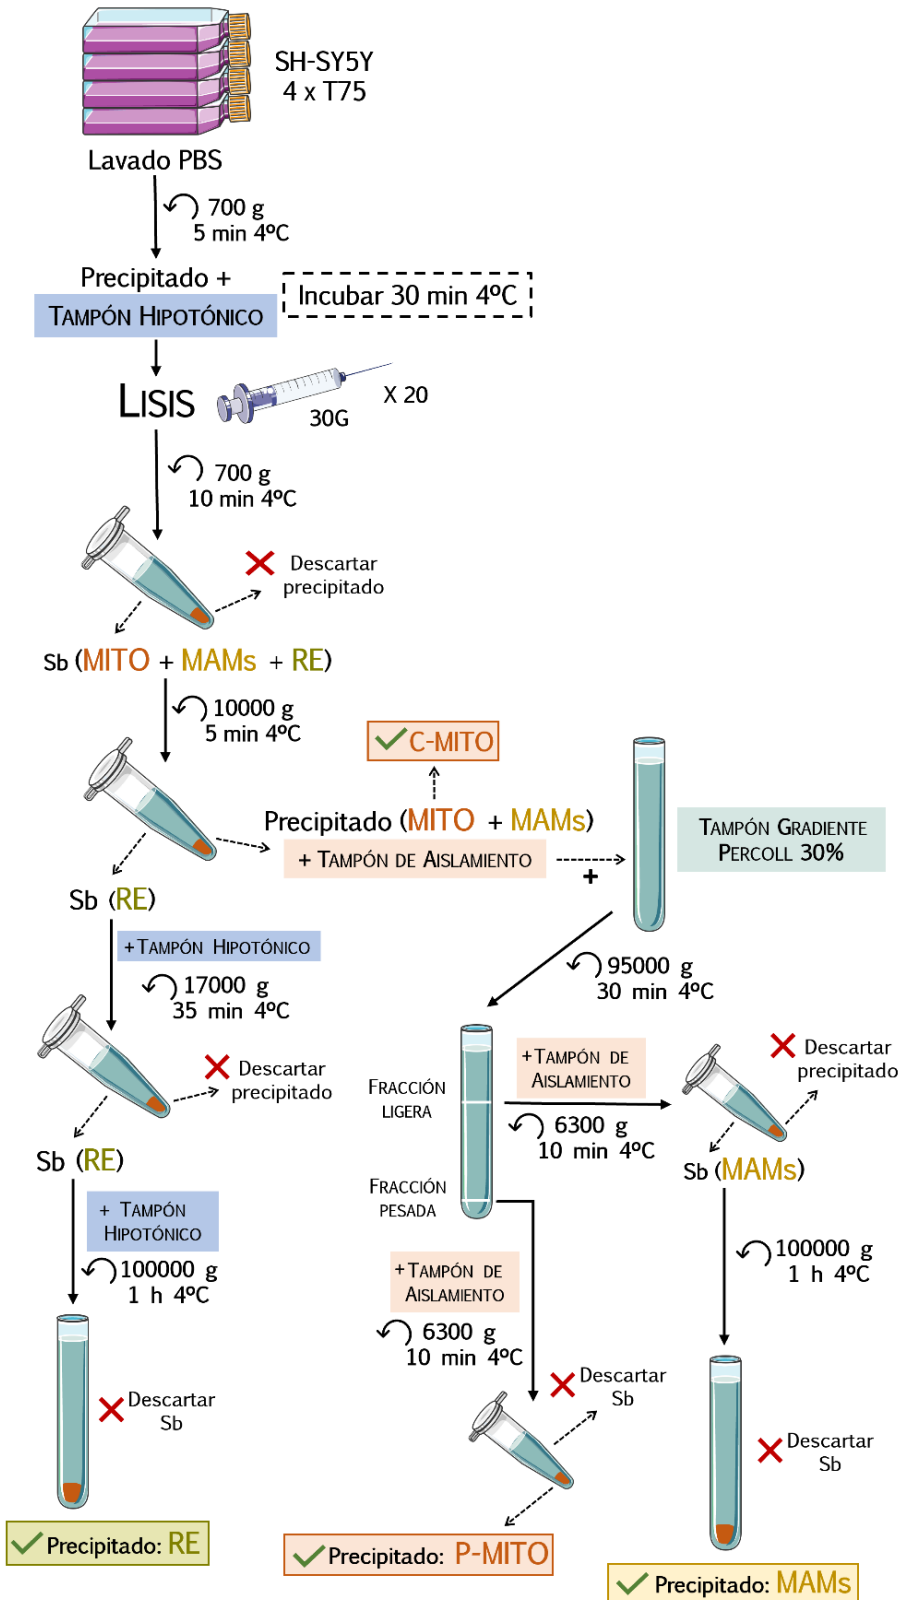 SH-SY5Y
4 x T75
Lavado PBS
700 g
5 min 4ºC
Precipitado +
TAMPÓN HIPOTÓNICO
Incubar 30 min 4ºC
LISIS
X 20
30G
700 g
10 min 4ºC
Descartar
precipitado
Sb (MITO + MAMs + RE)
10000 g
5 min 4ºC
C-MITO
Precipitado (MITO + MAMs)
+ TAMPÓN DE AISLAMIENTO
+
TAMPÓN GRADIENTE
PERCOLL 30%
Sb (RE)
+ TAMPÓN HIPOTÓNICO
17000 g
35 min 4ºC
95000 g
30 min 4ºC
Descartar
precipitado
FRACCIÓN
LIGERA
+ TAMPÓN DE
AISLAMIENTO
6300 g
10 min 4ºC
Descartar
precipitado
Sb (RE)
Sb (MAMs)
FRACCIÓN
PESADA
+ TAMPÓN
HIPOTÓNICO
100000 g
1 h 4ºC
+ TAMPÓN DE
AISLAMIENTO
6300 g
10 min 4ºC
100000 g
1 h 4ºC
Descartar
Sb
Descartar
Sb
Descartar
Sb
Precipitado: RE
Precipitado: P-MITO
Precipitado: MAMs